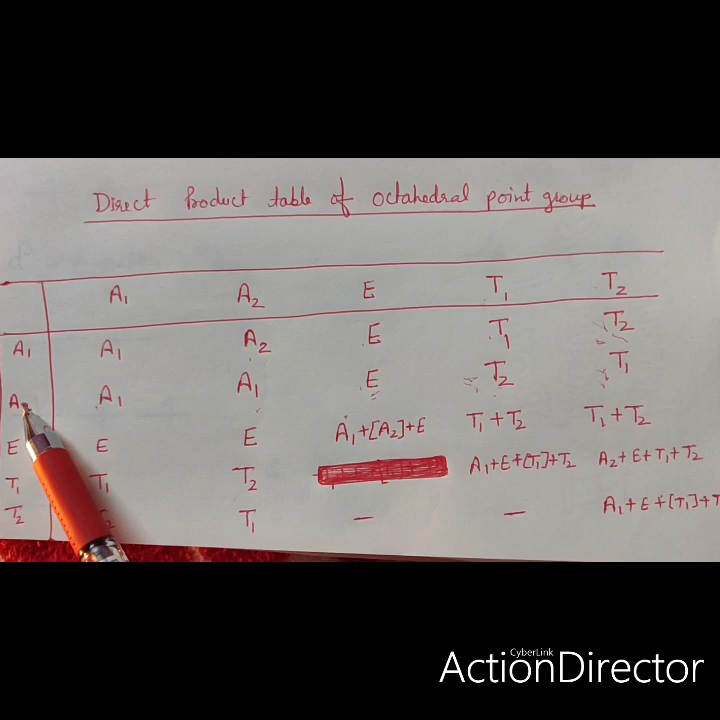 Direct Product table of octahedral point group
A₁ A₂ E T₁ T₂
A₁ A₁ A₂ E T₁ T₂
A₁ A₁ E T₂ T₁
E E E A₁+[A₂]+E T₁+T₂ T₁+T₂
T₁ T₁ T₂ A₁+E+[T₁]+T₂ A₂+E+T₁+T₂
T₂ T₁ — — A₁+E+[T₁]+
CyberLink
ActionDirector